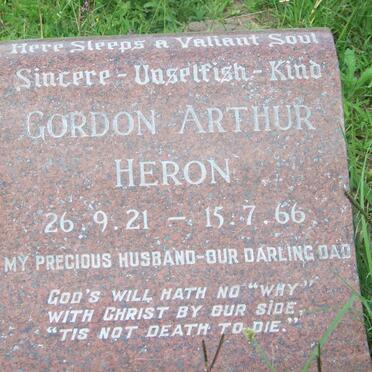 Here Sleeps a Valiant Soul
Sincere - Unselfish - Kind
GORDON ARTHUR
HERON
26.9.21 - 15.7.66
MY PRECIOUS HUSBAND-OUR DARLING DAD
GOD'S WILL HATH NO "WHY"
WITH CHRIST BY OUR SIDE,
"TIS NOT DEATH TO DIE."